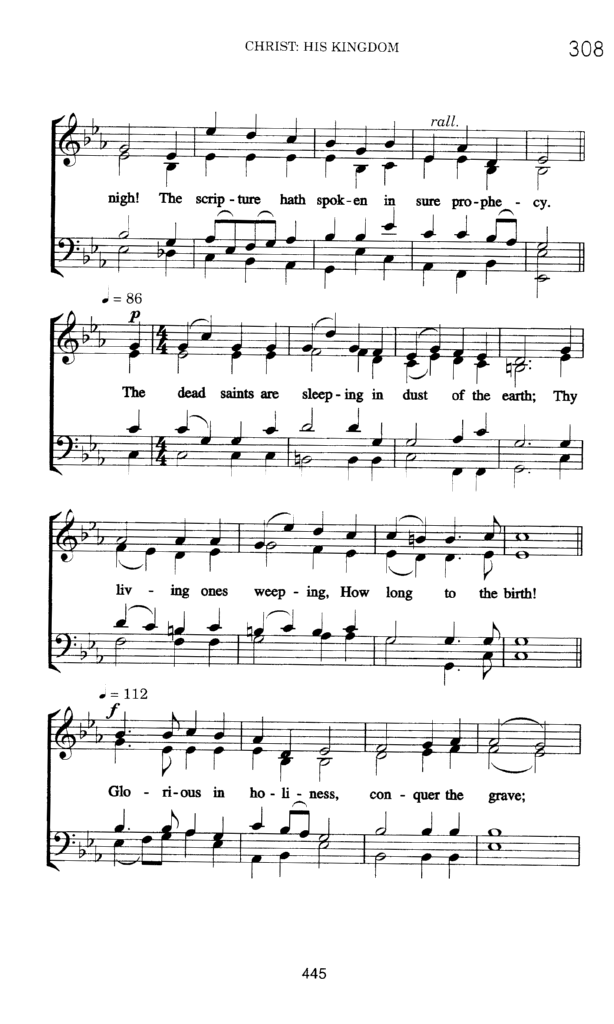 CHRIST: HIS KINGDOM
308
rall.
nigh! The scrip - ture hath spok - en in sure pro - phe - cy.
♩ = 86
p
The dead saints are sleep - ing in dust of the earth; Thy
liv - ing ones weep - ing, How long to the birth!
♩ = 112
f
Glo - ri - ous in ho - li - ness, con - quer the grave;
445